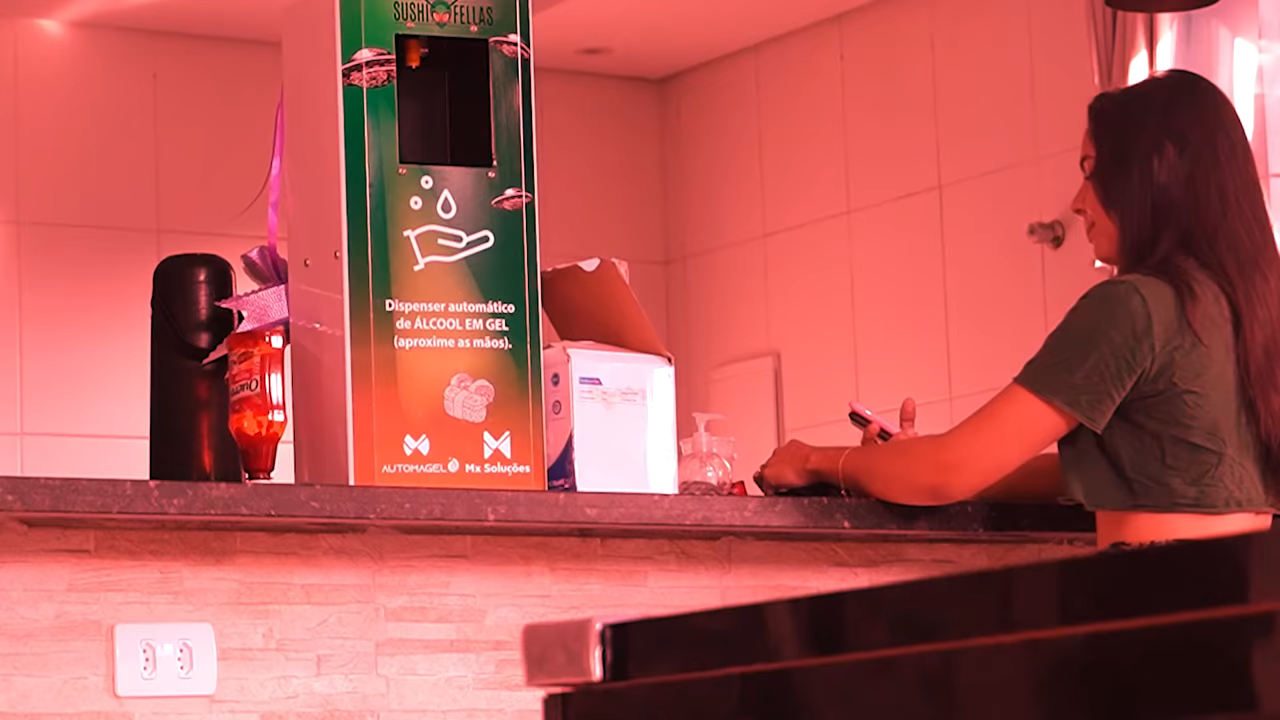 SUSHI FELLAS
Dispenser automático
de ÁLCOOL EM GEL
(aproxime as mãos).
AUTOMAGEL Mx Soluções